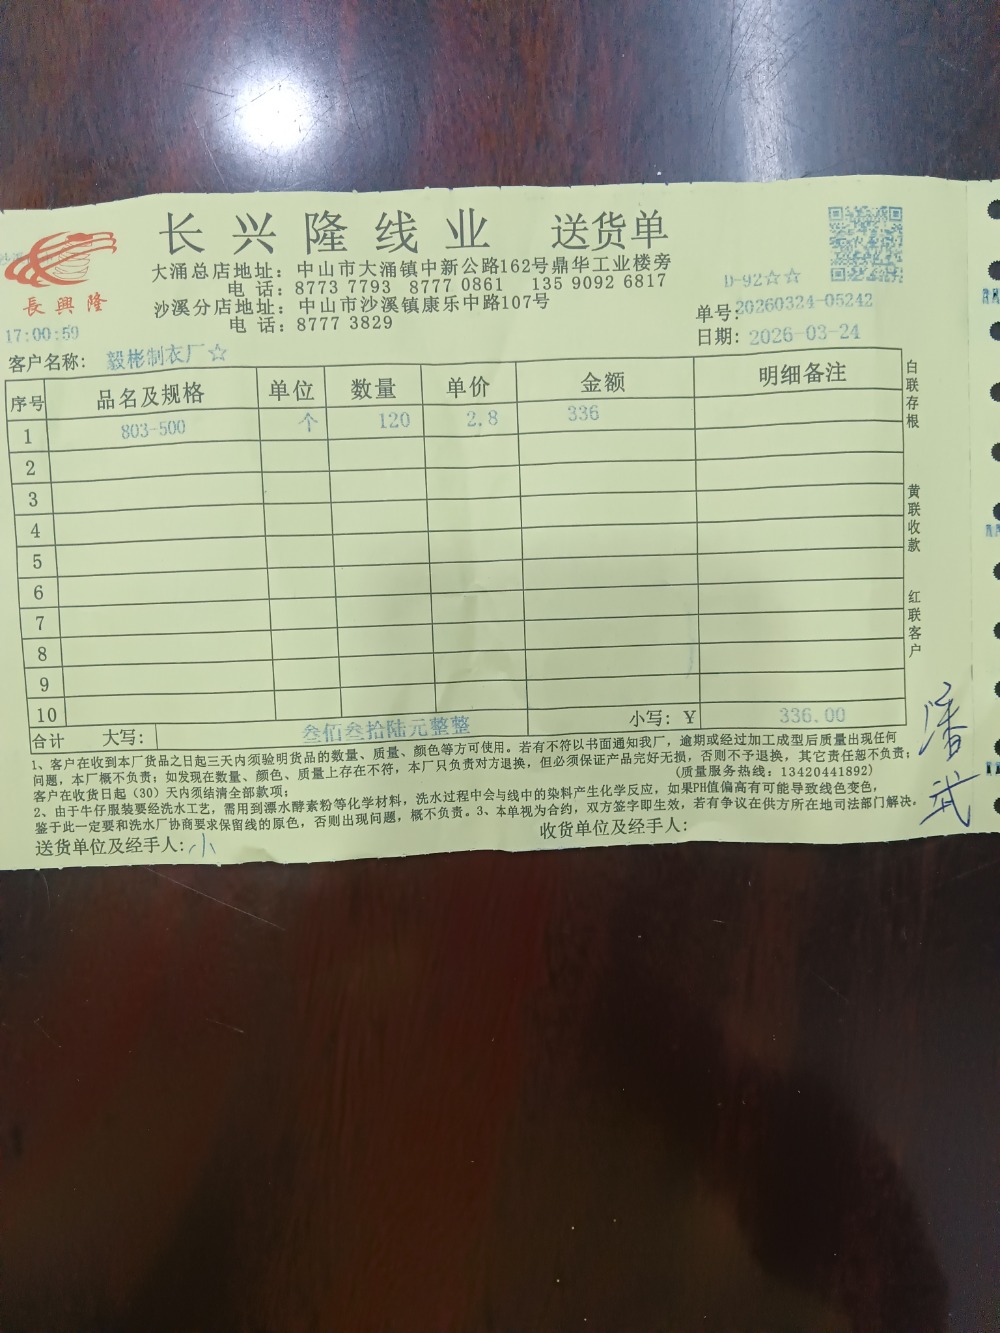 长兴隆线业 送货单
大涌总店地址：中山市大涌镇中新公路162号鼎华工业楼旁
电 话：8773 7793 8777 0861 135 9092 6817
沙溪分店地址：中山市沙溪镇康乐中路107号
电 话：8777 3829
長興隆
17:00:59
D-92☆☆
单号：20260324-05242
日期：2026-03-24
客户名称：毅彬制衣厂☆
序号 品名及规格 单位 数量 单价 金额 明细备注
1 803-500 个 120 2.8 336
2
3
4
5
6
7
8
9
10
合计 大写：叁佰叁拾陆元整整 小写：¥ 336.00
白联存根
黄联收款
红联客户
1、客户在收到本厂货品之日起三天内须验明货品的数量、质量、颜色等方可使用。若有不符以书面通知我厂，逾期或经过加工成型后质量出现任何
问题，本厂概不负责；如发现在数量、颜色、质量上存在不符，本厂只负责对方退换，但必须保证产品完好无损，否则不予退换，其它责任恕不负责；
客户在收货日起（30）天内须结清全部款项； (质量服务热线：13420441892)
2、由于牛仔服装要经洗水工艺，需用到漂水酵素粉等化学材料，洗水过程中会与线中的染料产生化学反应，如果PH值偏高有可能导致线色变色，
鉴于此一定要和洗水厂协商要求保留线的原色，否则出现问题，概不负责。3、本单视为合约，双方签字即生效，若有争议在供方所在地司法部门解决。
送货单位及经手人：小
收货单位及经手人：
武